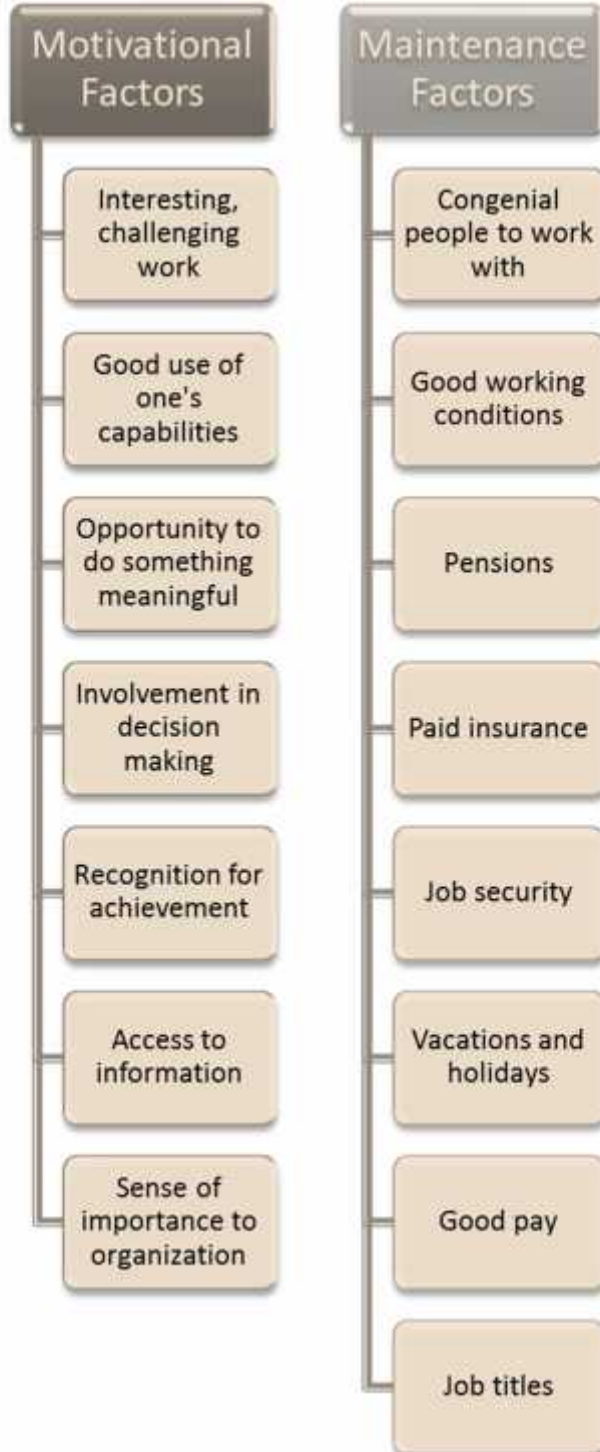 Motivational
Factors
Interesting,
challenging
work
Good use of
one's
capabilities
Opportunity to
do something
meaningful
Involvement in
decision
making
Recognition for
achievement
Access to
information
Sense of
importance to
organization
Maintenance
Factors
Congenial
people to work
with
Good working
conditions
Pensions
Paid insurance
Job security
Vacations and
holidays
Good pay
Job titles